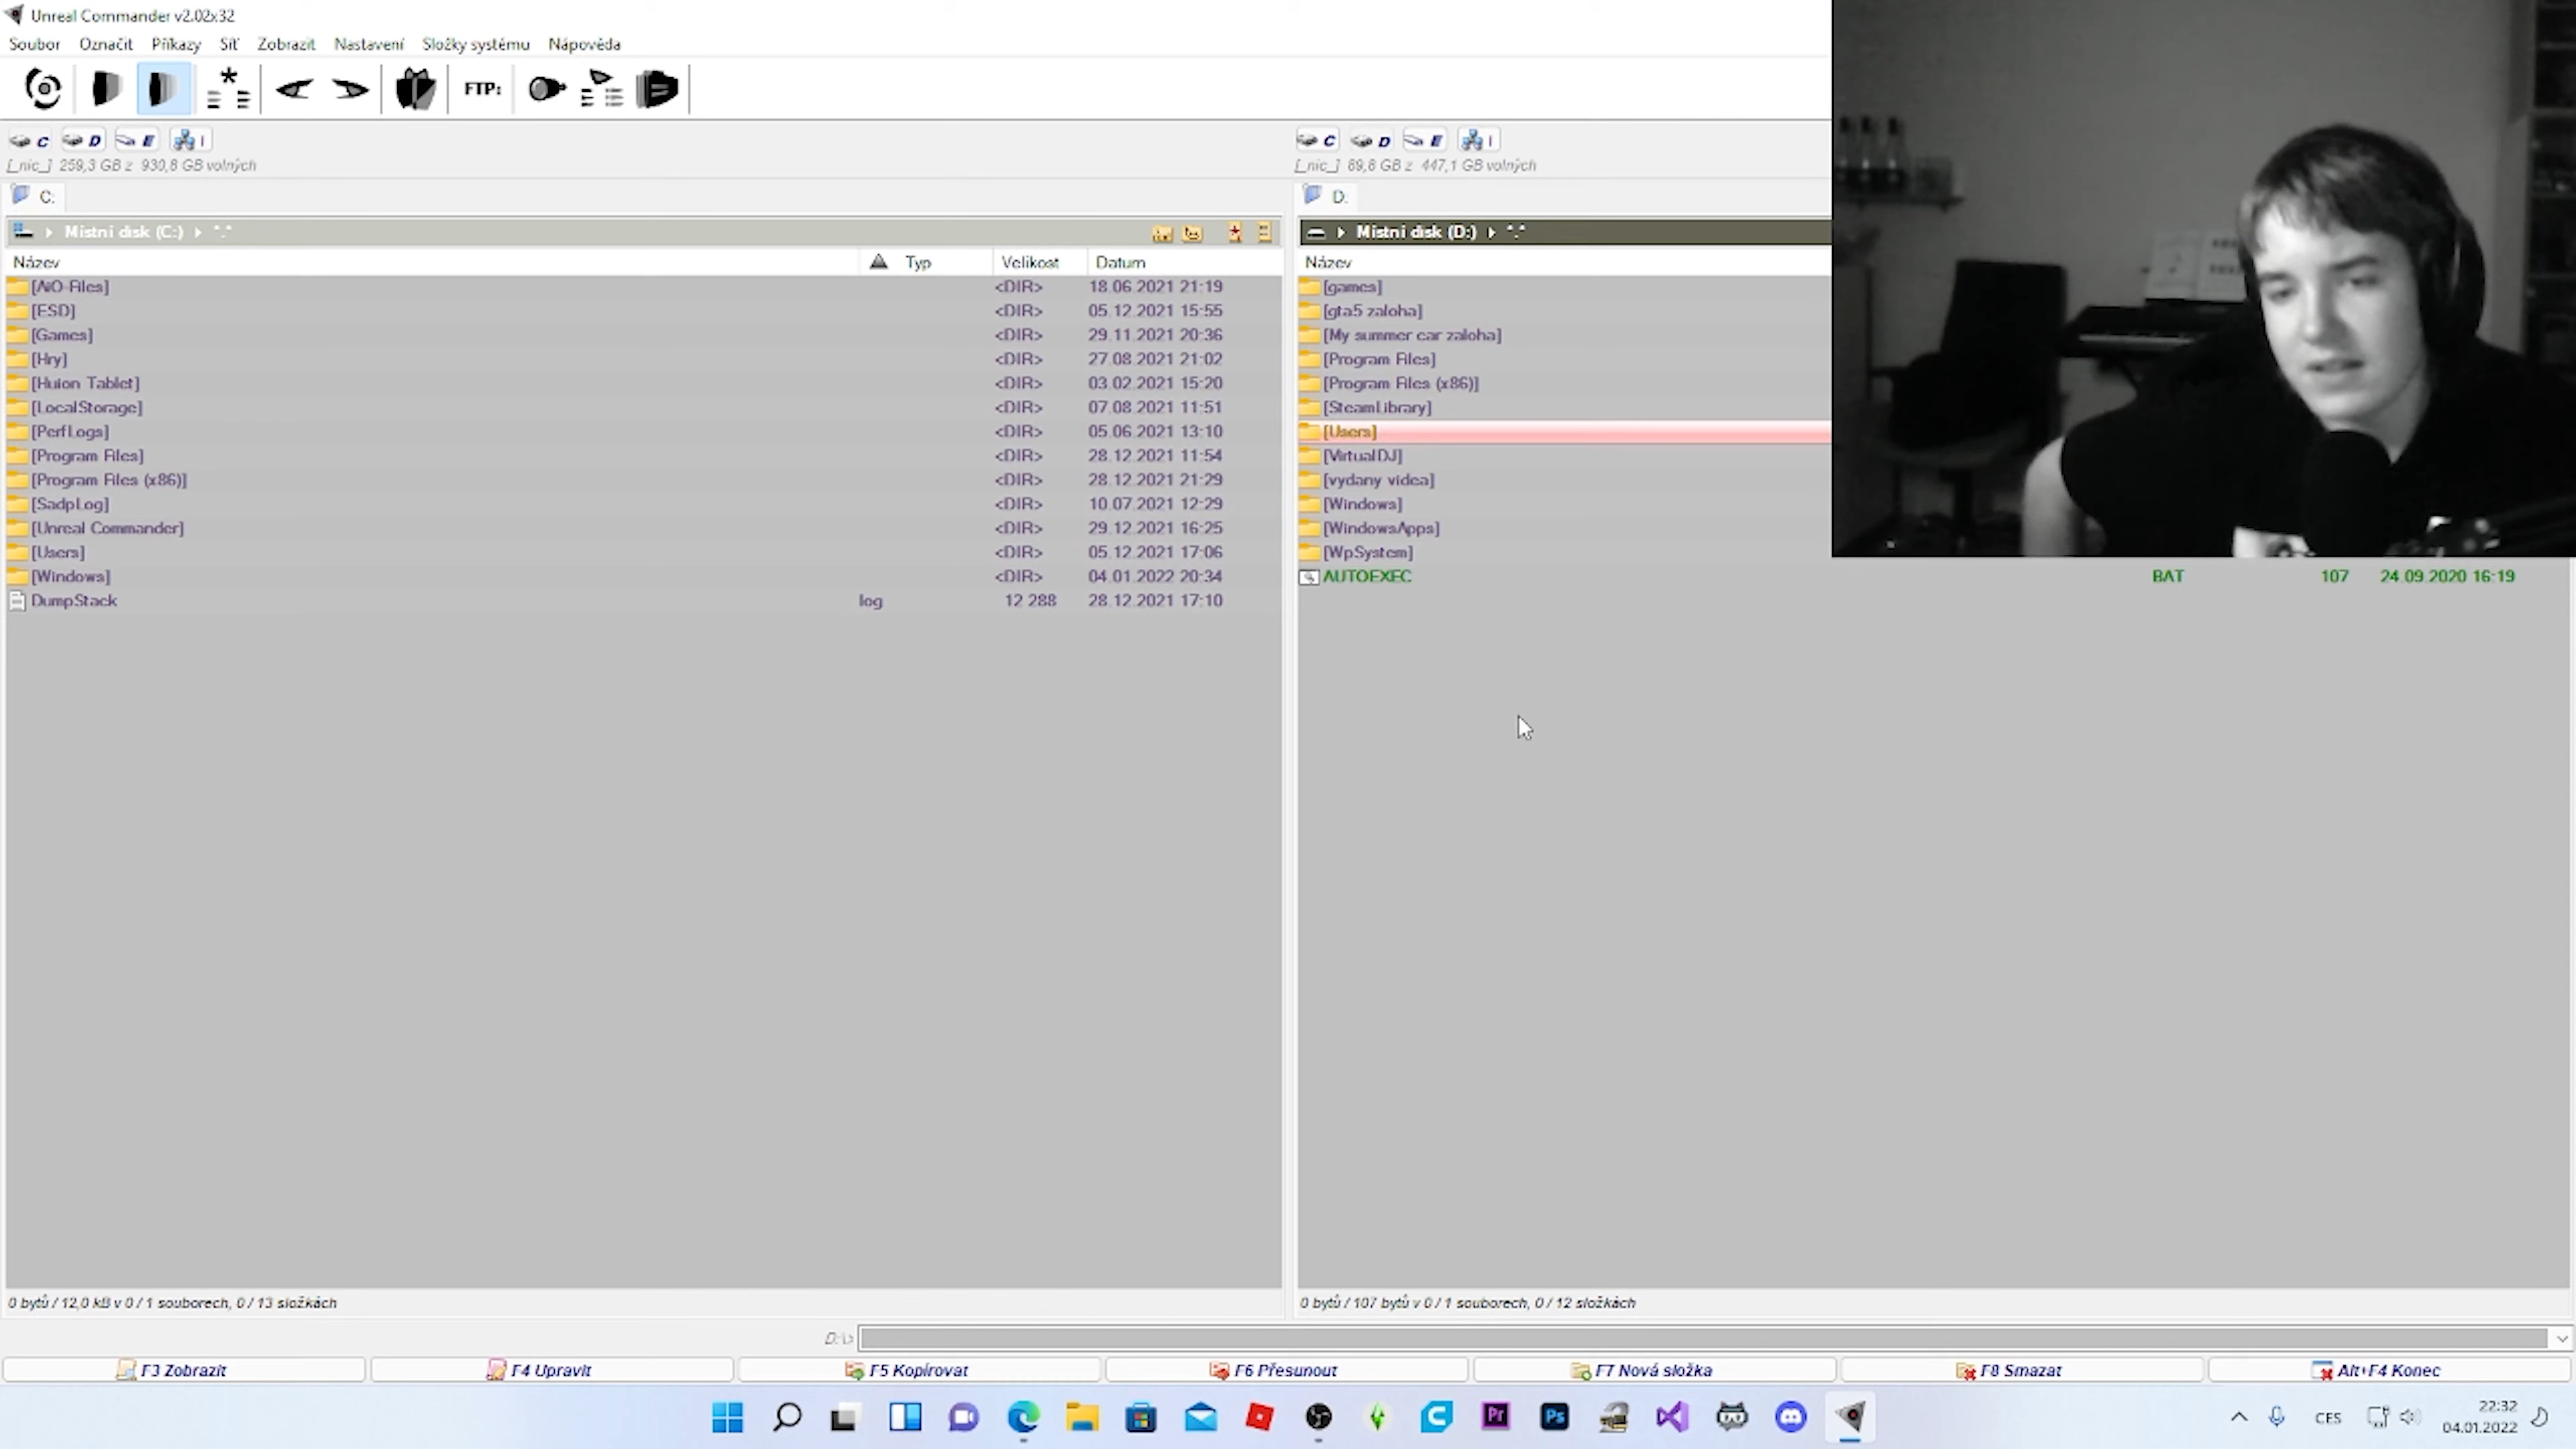 Unreal Commander v2.02x32
Soubor Označit Příkazy Síť Zobrazit Nastavení Složky systému Nápověda
FTP:
C D E
[_nic_] 259,3 GB z 930,8 GB volných
C:
Místní disk (C:) *.*
Název Typ Velikost Datum
[AiO-Files] <DIR> 18.06.2021 21:19
[ESD] <DIR> 05.12.2021 15:55
[Games] <DIR> 29.11.2021 20:36
[Hry] <DIR> 27.08.2021 21:02
[Huion Tablet] <DIR> 03.02.2021 15:20
[LocalStorage] <DIR> 07.08.2021 11:51
[PerfLogs] <DIR> 05.06.2021 13:10
[Program Files] <DIR> 28.12.2021 11:54
[Program Files (x86)] <DIR> 28.12.2021 21:29
[SadpLog] <DIR> 10.07.2021 12:29
[Unreal Commander] <DIR> 29.12.2021 16:25
[Users] <DIR> 05.12.2021 17:06
[Windows] <DIR> 04.01.2022 20:34
DumpStack log 12 288 28.12.2021 17:10
0 bytů / 12,0 kB v 0 / 1 souborech, 0 / 13 složkách
C D E
[_nic_] 89,8 GB z 447,1 GB volných
D:
Místní disk (D:) *.*
Název
[games]
[gta5 zaloha]
[My summer car zaloha]
[Program Files]
[Program Files (x86)]
[SteamLibrary]
[Users]
[VirtualDJ]
[vydany videa]
[Windows]
[WindowsApps]
[WpSystem]
AUTOEXEC BAT 107 24.09.2020 16:19
0 bytů / 107 bytů v 0 / 1 souborech, 0 / 12 složkách
D:\>
F3 Zobrazit F4 Upravit F5 Kopírovat F6 Přesunout F7 Nová složka F8 Smazat Alt+F4 Konec
Pr Ps
CES
22:32
04.01.2022